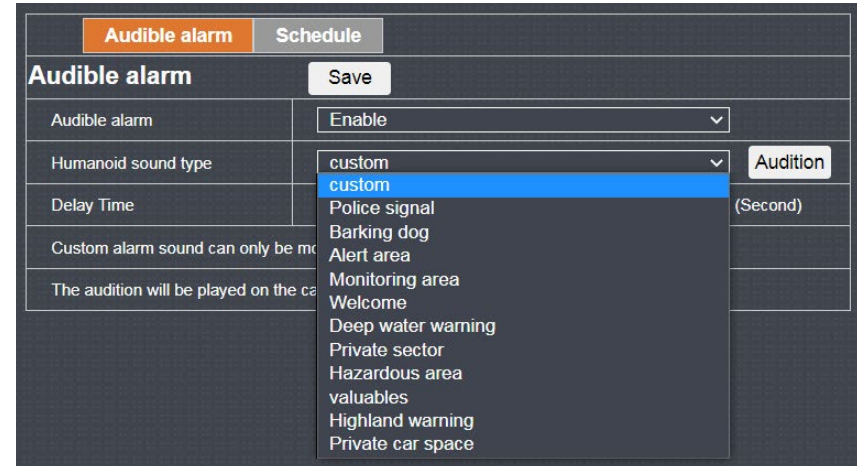 Audible alarm Schedule
Audible alarm Save
Audible alarm Enable
Humanoid sound type custom Audition
custom
Delay Time (Second)
Police signal
Barking dog
Custom alarm sound can only be
Alert area
Monitoring area
The audition will be played on the
Welcome
Deep water warning
Private sector
Hazardous area
valuables
Highland warning
Private car space